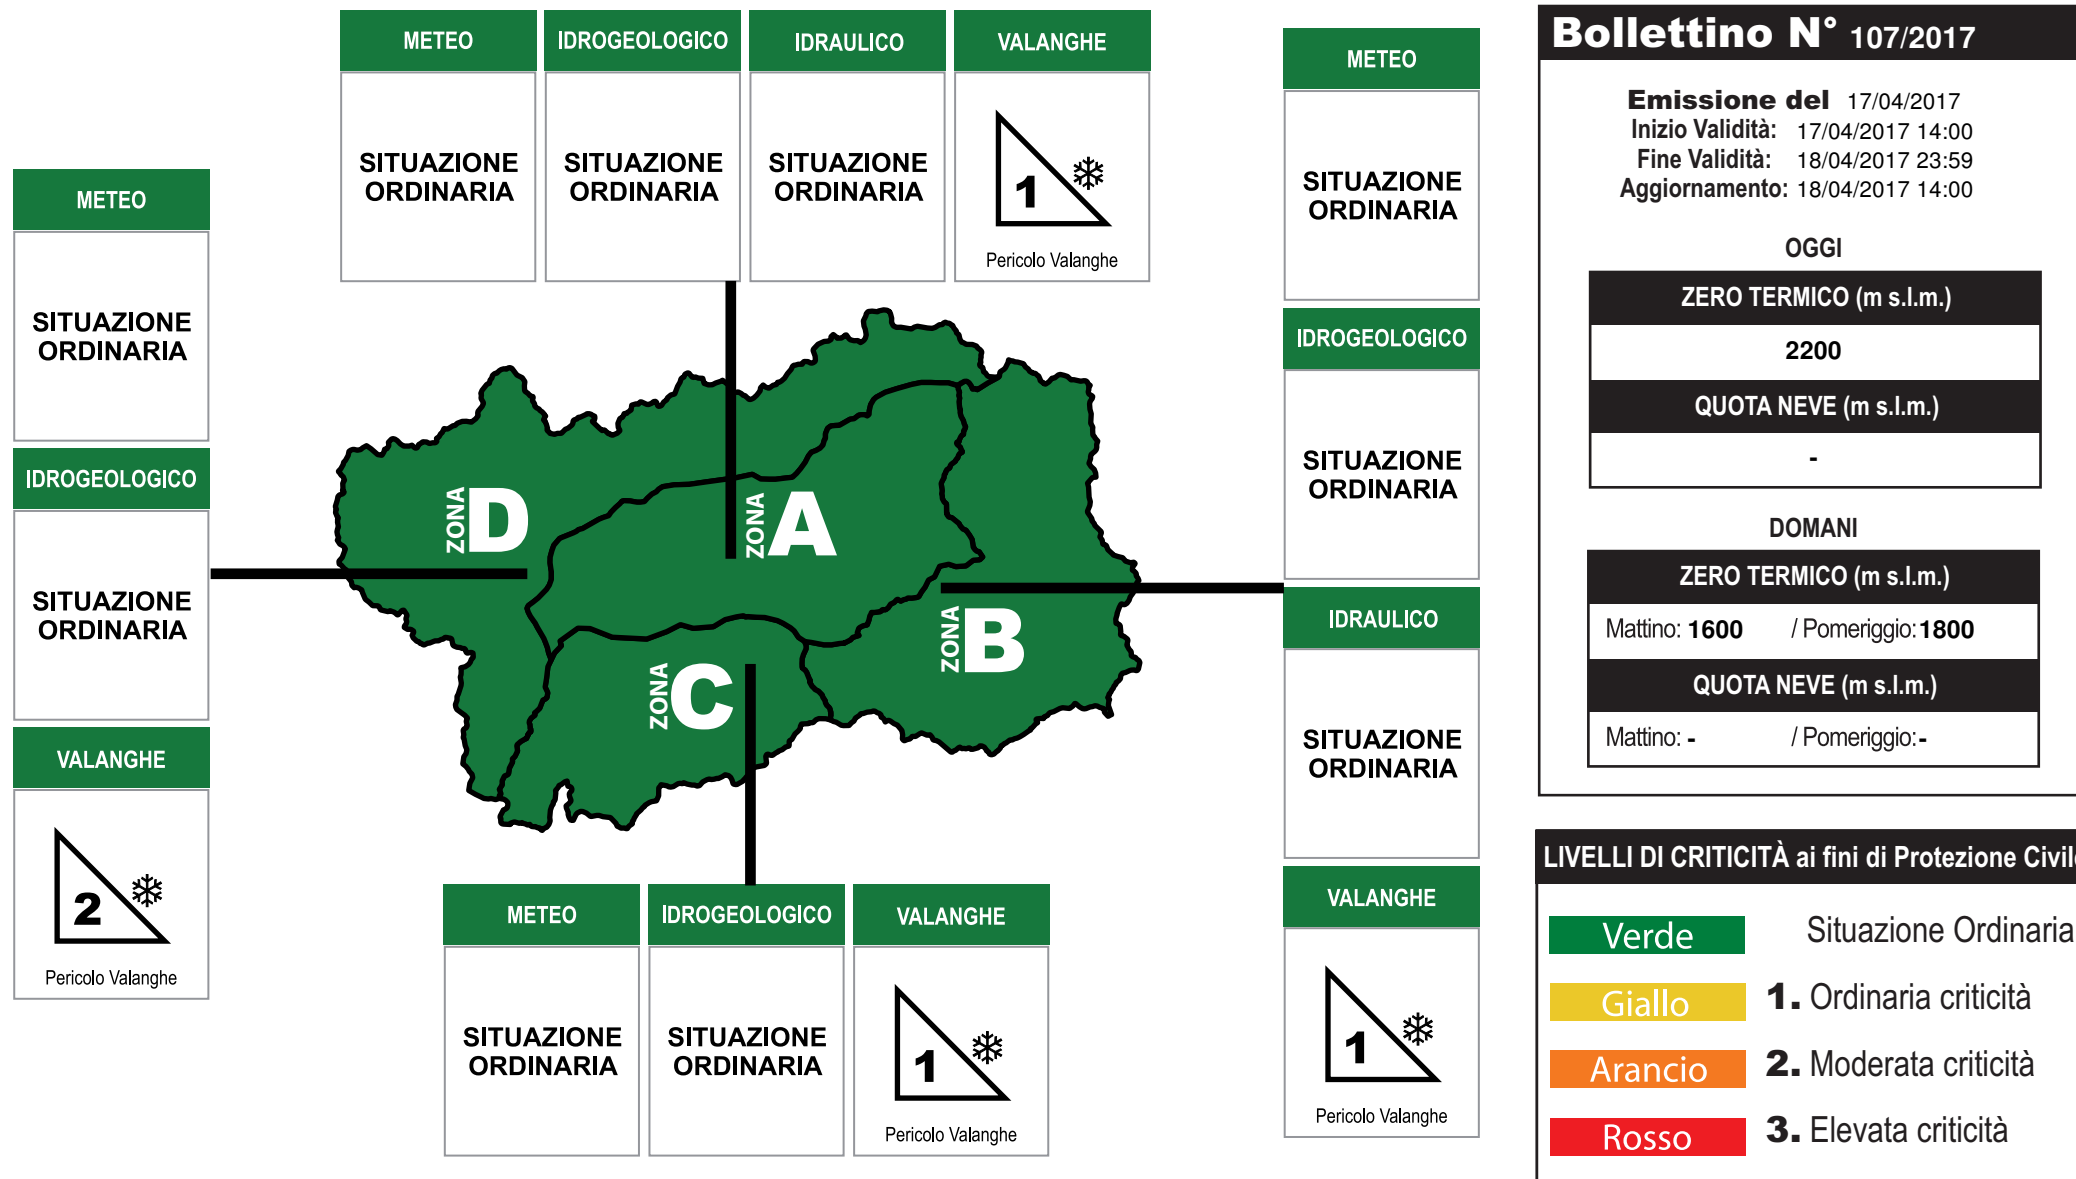 METEO
IDROGEOLOGICO
IDRAULICO
VALANGHE
SITUAZIONE
ORDINARIA
SITUAZIONE
ORDINARIA
SITUAZIONE
ORDINARIA
1
Pericolo Valanghe
METEO
SITUAZIONE
ORDINARIA
IDROGEOLOGICO
SITUAZIONE
ORDINARIA
VALANGHE
2
Pericolo Valanghe
ZONA D
ZONA A
ZONA B
ZONA C
METEO
IDROGEOLOGICO
VALANGHE
SITUAZIONE
ORDINARIA
SITUAZIONE
ORDINARIA
1
Pericolo Valanghe
METEO
SITUAZIONE
ORDINARIA
IDROGEOLOGICO
SITUAZIONE
ORDINARIA
IDRAULICO
SITUAZIONE
ORDINARIA
VALANGHE
1
Pericolo Valanghe
Bollettino N° 107/2017
Emissione del 17/04/2017
Inizio Validità: 17/04/2017 14:00
Fine Validità: 18/04/2017 23:59
Aggiornamento: 18/04/2017 14:00
OGGI
ZERO TERMICO (m s.l.m.)
2200
QUOTA NEVE (m s.l.m.)
-
DOMANI
ZERO TERMICO (m s.l.m.)
Mattino: 1600 / Pomeriggio: 1800
QUOTA NEVE (m s.l.m.)
Mattino: - / Pomeriggio: -
LIVELLI DI CRITICITÀ ai fini di Protezione Civile
Verde Situazione Ordinaria
Giallo 1. Ordinaria criticità
Arancio 2. Moderata criticità
Rosso 3. Elevata criticità